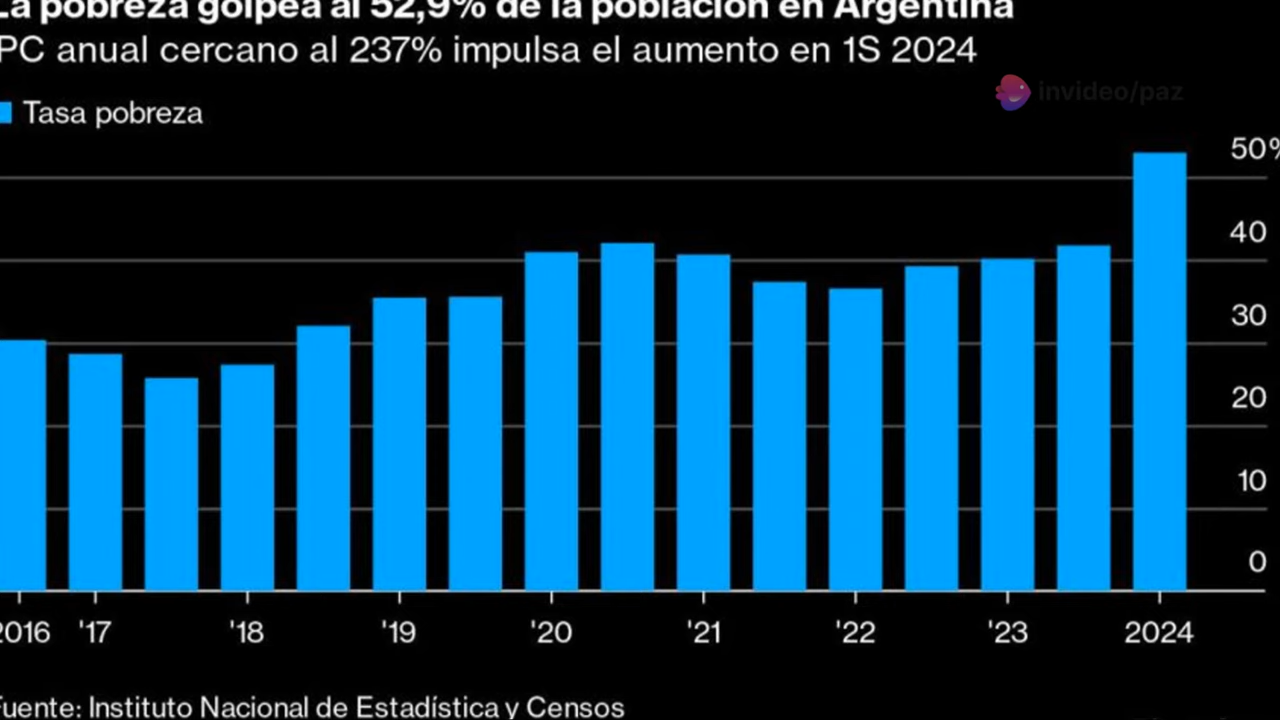 La pobreza golpea al 52,9% de la población en Argentina
PC anual cercano al 237% impulsa el aumento en 1S 2024
invideo/paz
Tasa pobreza
50%
40
30
20
10
0
2016 '17 '18 '19 '20 '21 '22 '23 2024
Fuente: Instituto Nacional de Estadística y Censos